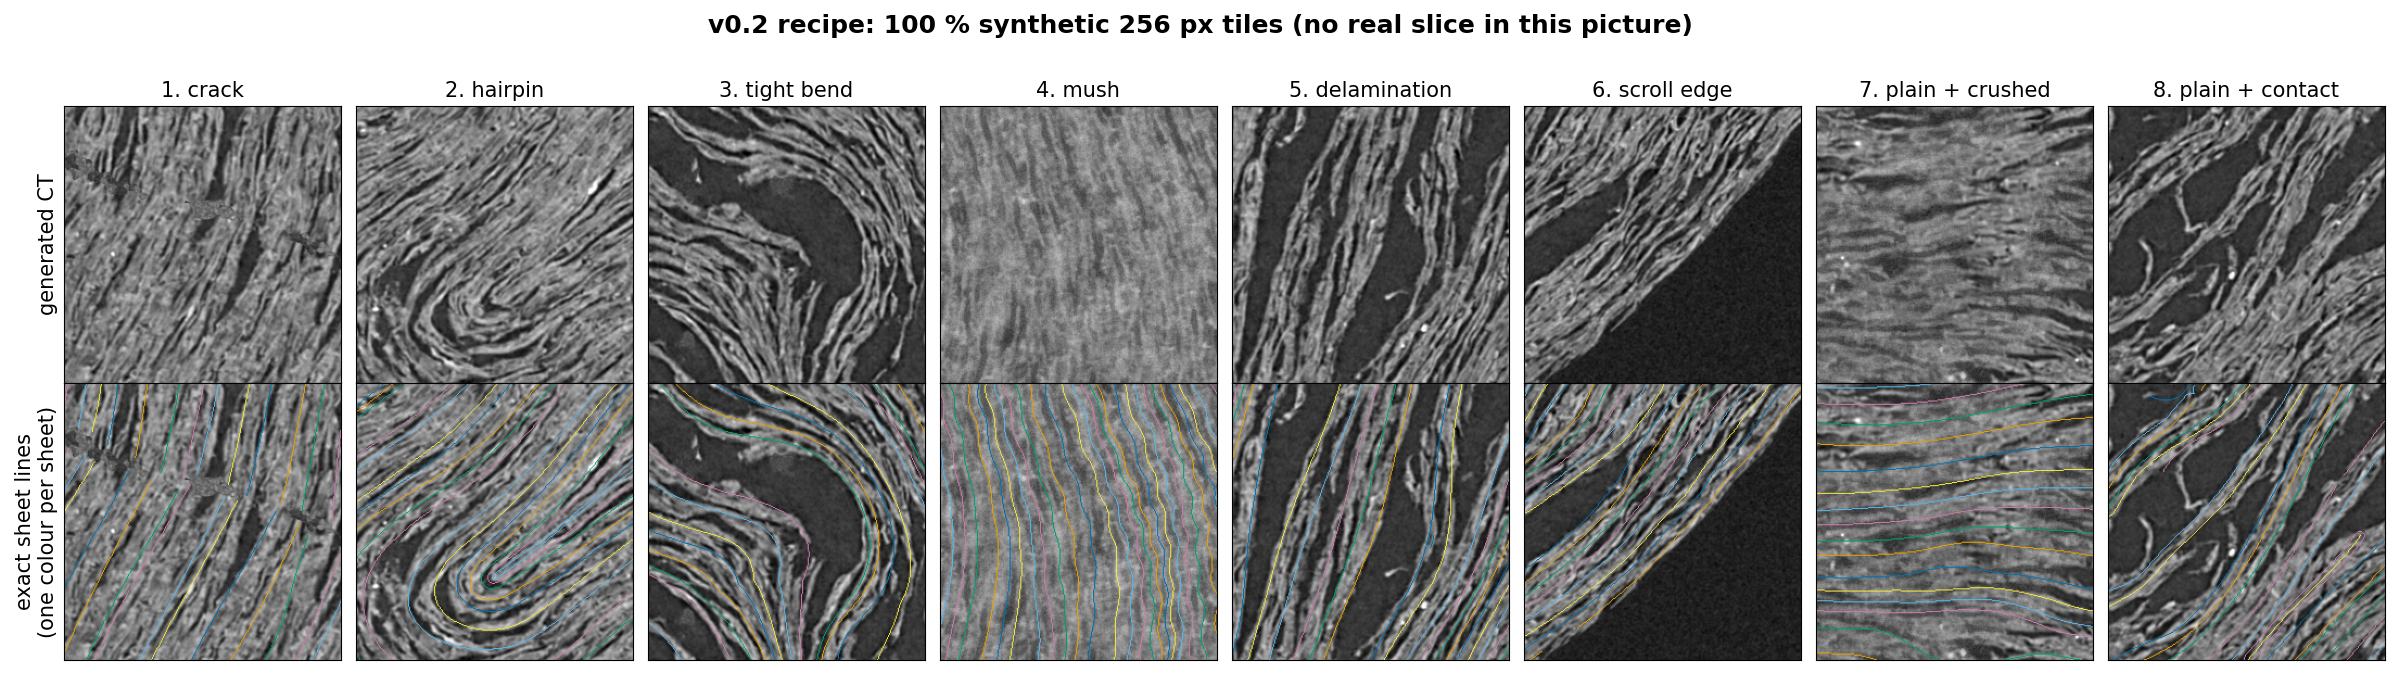 v0.2 recipe: 100 % synthetic 256 px tiles (no real slice in this picture)
1. crack
2. hairpin
3. tight bend
4. mush
5. delamination
6. scroll edge
7. plain + crushed
8. plain + contact
generated CT
exact sheet lines
(one colour per sheet)